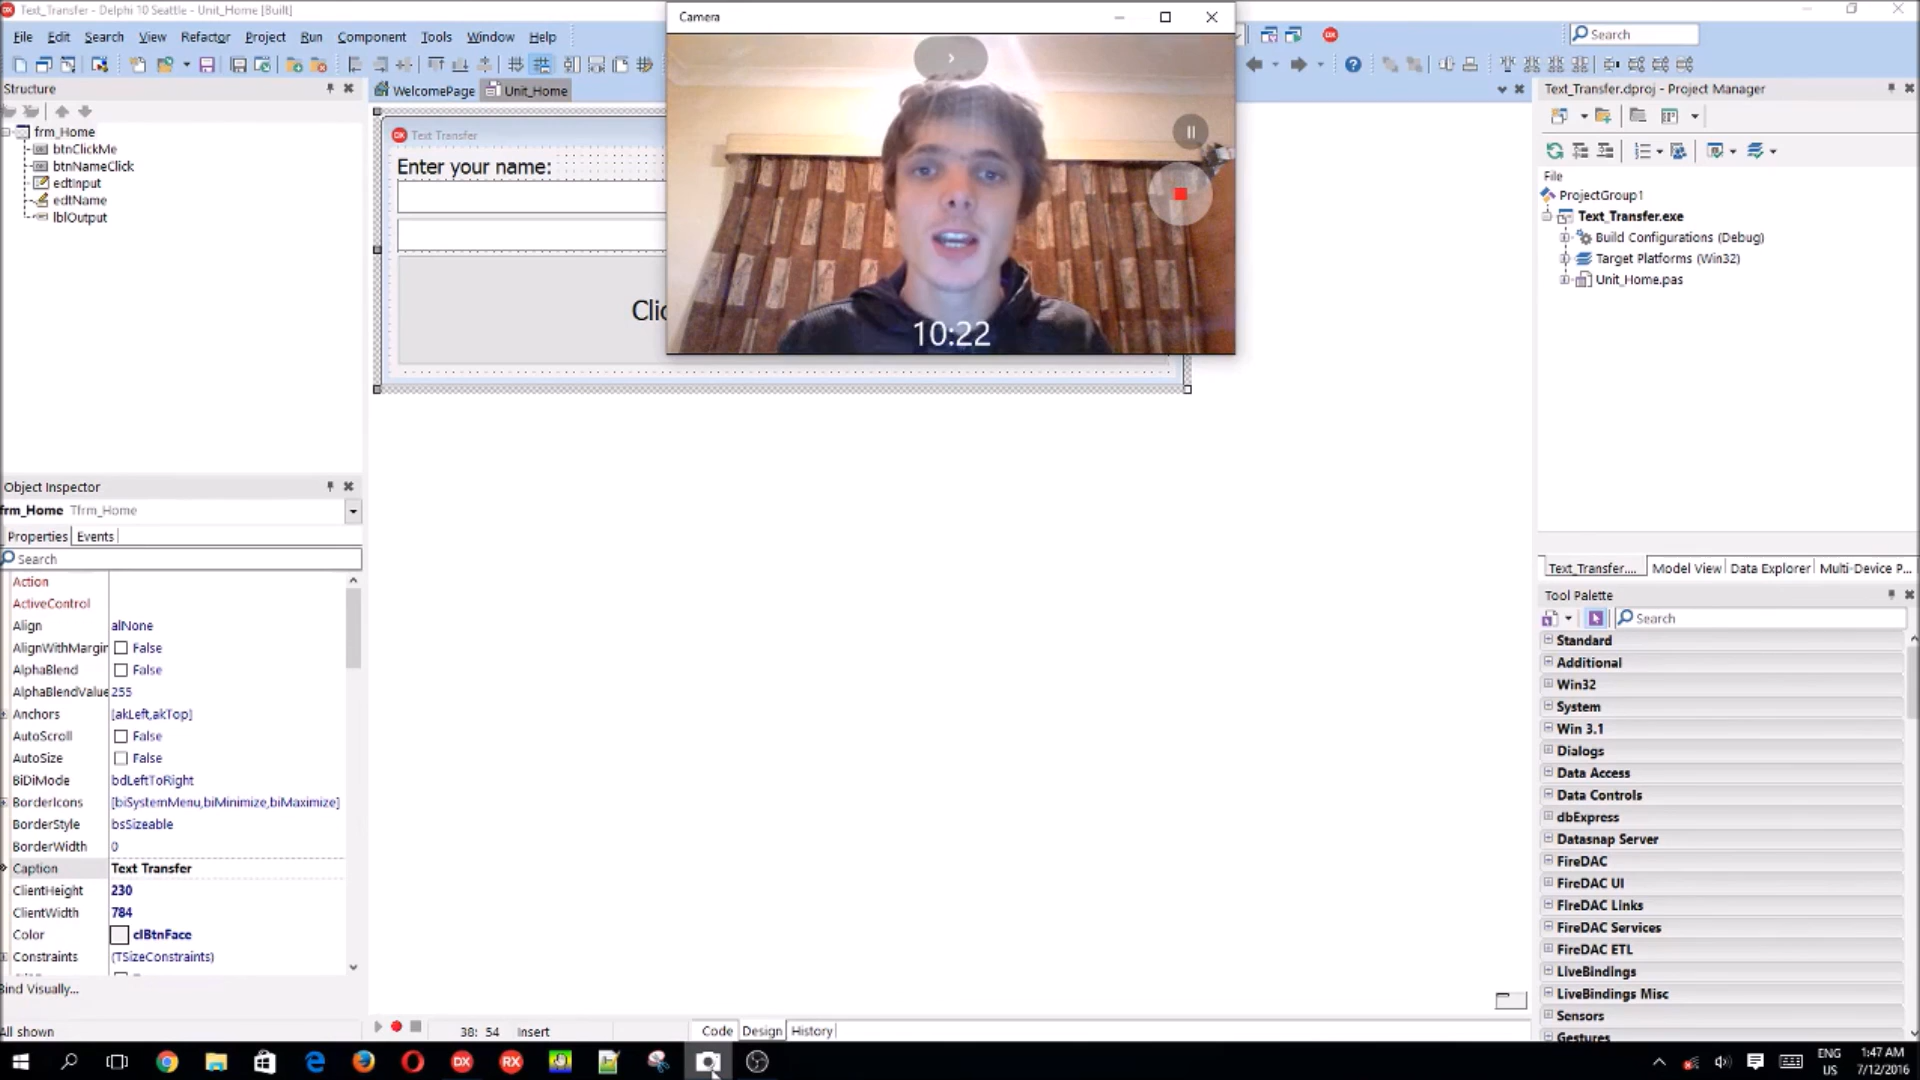 Text_Transfer - Delphi 10 Seattle - Unit_Home [Built]
File Edit Search View Refactor Project Run Component Tools Window Help
Search
Structure
frm_Home
btnClickMe
btnNameClick
edtInput
edtName
lblOutput
WelcomePage
Unit_Home
Text Transfer
Enter your name:
Clic
Camera
10:22
Object Inspector
frm_Home Tfrm_Home
Properties Events
Search
Action
ActiveControl
Align alNone
AlignWithMargin False
AlphaBlend False
AlphaBlendValue 255
Anchors [akLeft,akTop]
AutoScroll False
AutoSize False
BiDiMode bdLeftToRight
BorderIcons [biSystemMenu,biMinimize,biMaximize]
BorderStyle bsSizeable
BorderWidth 0
Caption Text Transfer
ClientHeight 230
ClientWidth 784
Color clBtnFace
Constraints (TSizeConstraints)
Bind Visually...
All shown
38: 54 Insert
Code Design History
Text_Transfer.dproj - Project Manager
File
ProjectGroup1
Text_Transfer.exe
Build Configurations (Debug)
Target Platforms (Win32)
Unit_Home.pas
Text_Transfer.... Model View Data Explorer Multi-Device P...
Tool Palette
Search
Standard
Additional
Win32
System
Win 3.1
Dialogs
Data Access
Data Controls
dbExpress
Datasnap Server
FireDAC
FireDAC UI
FireDAC Links
FireDAC Services
FireDAC ETL
LiveBindings
LiveBindings Misc
Sensors
Gestures
DX
RX
ENG
US
1:47 AM
7/12/2016